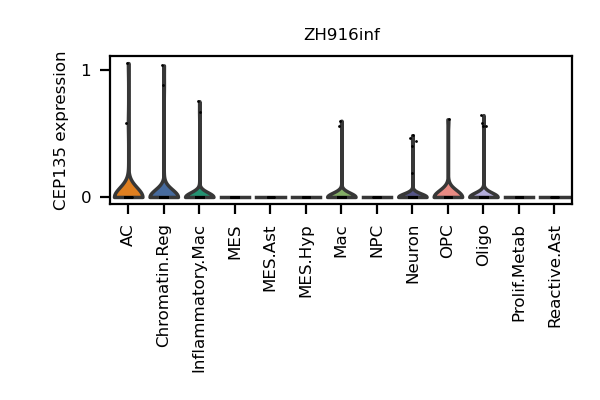 ZH916inf
CEP135 expression
1
0
AC
Chromatin.Reg
Inflammatory.Mac
MES
MES.Ast
MES.Hyp
Mac
NPC
Neuron
OPC
Oligo
Prolif.Metab
Reactive.Ast